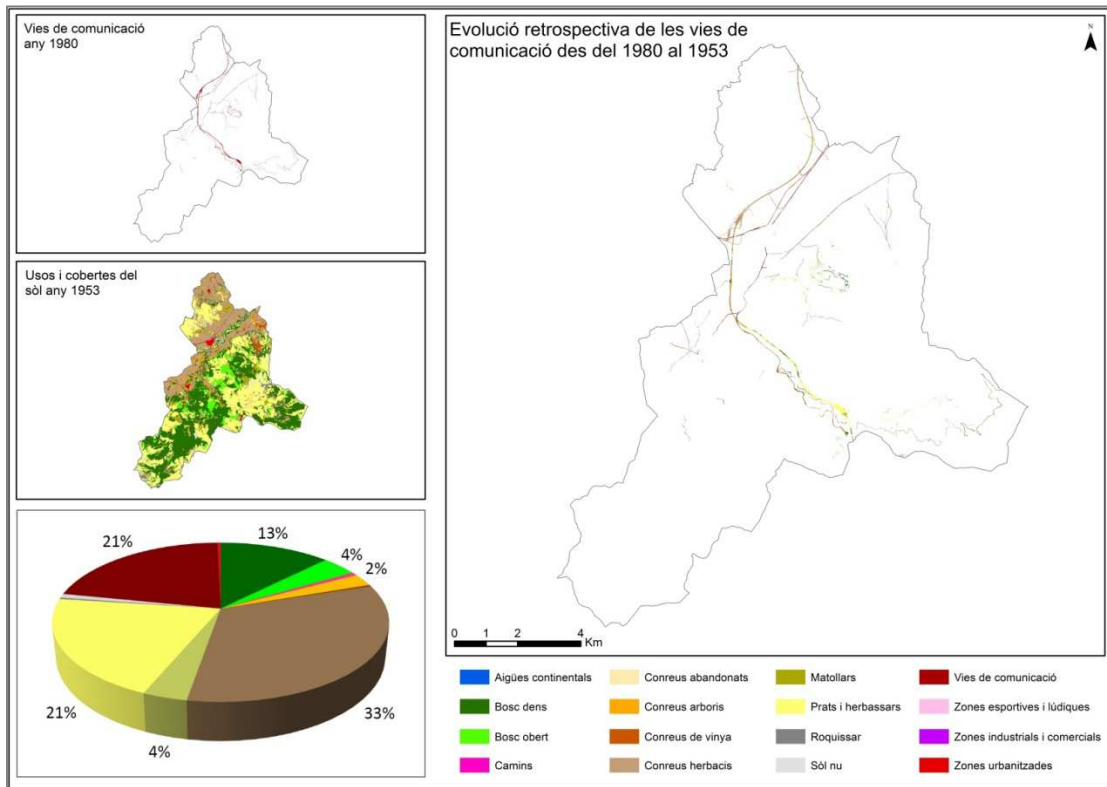 Vies de comunicació
any 1980
Evolució retrospectiva de les vies de
comunicació des del 1980 al 1953
N
Usos i cobertes del
sòl any 1953
21%
13%
4%
2%
33%
4%
21%
0 1 2 4
Km
Aigües continentals
Bosc dens
Bosc obert
Camins
Conreus abandonats
Conreus arboris
Conreus de vinya
Conreus herbacis
Matollars
Prats i herbassars
Roquissar
Sòl nu
Vies de comunicació
Zones esportives i lúdiques
Zones industrials i comercials
Zones urbanitzades